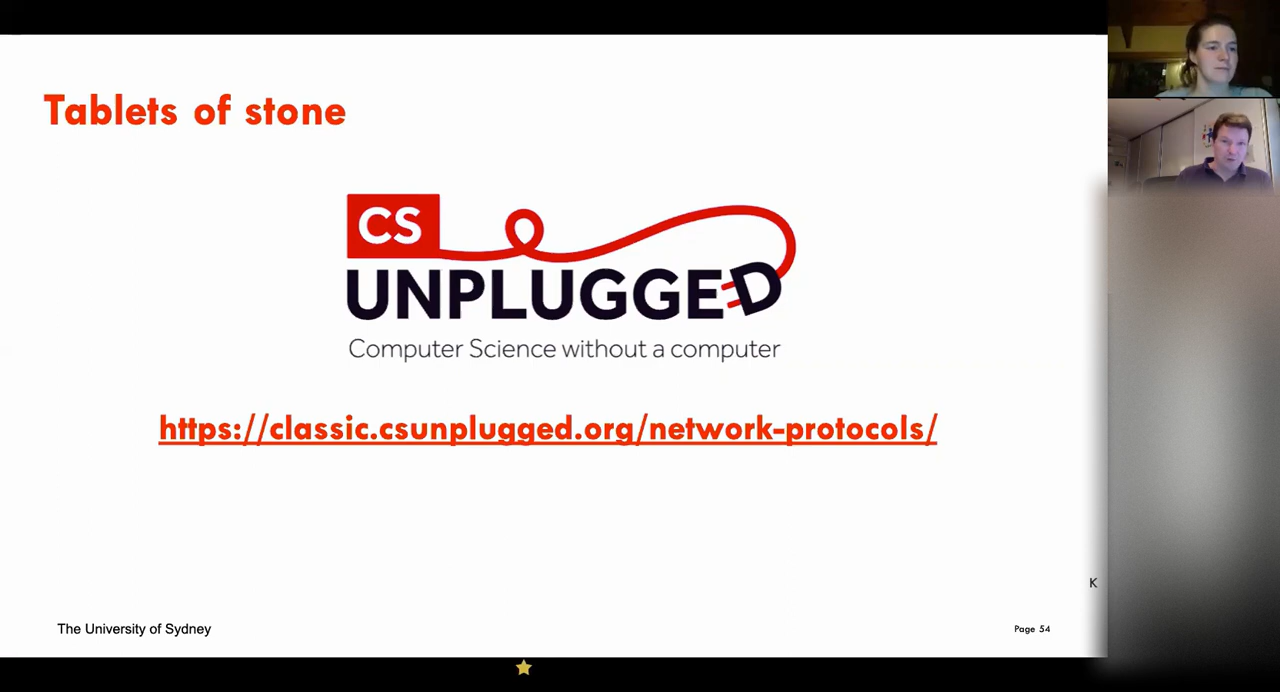 Tablets of stone
CS
UNPLUGGED
Computer Science without a computer
https://classic.csunplugged.org/network-protocols/
K
The University of Sydney
Page 54